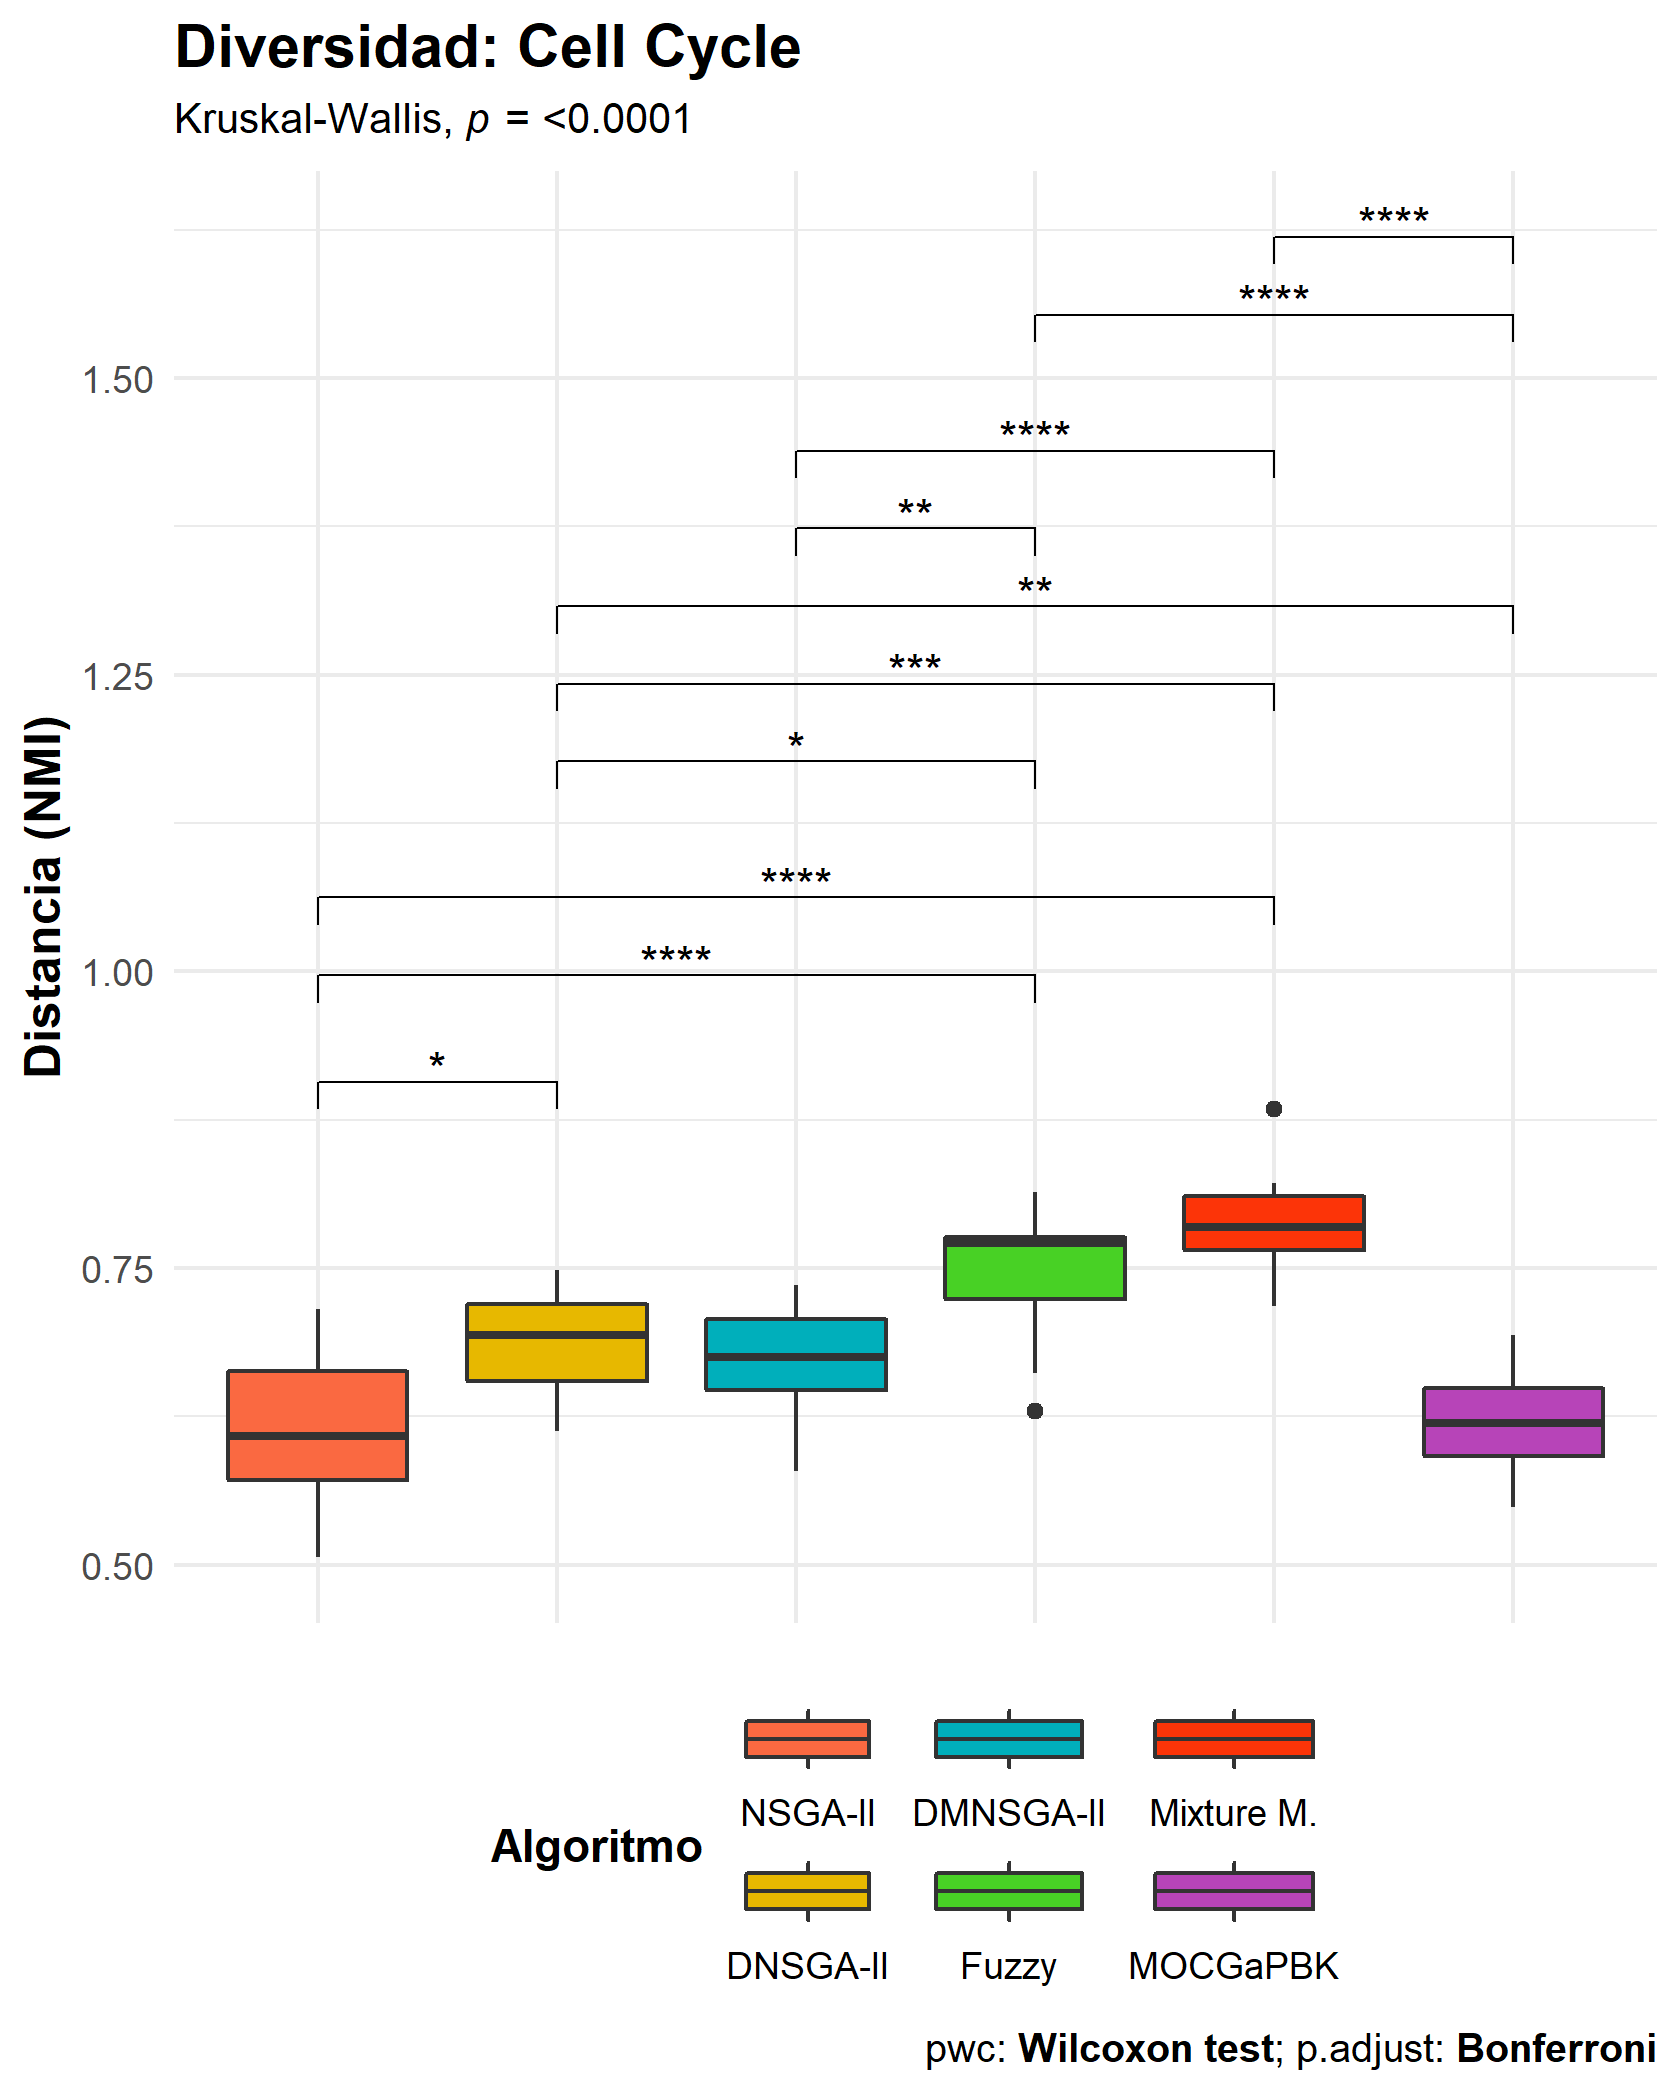 Diversidad: Cell Cycle
Kruskal-Wallis, p = <0.0001
****
****
1.50
****
**
**
1.25
***
*
Distancia (NMI)
****
1.00
****
*
0.75
0.50
NSGA-II DMNSGA-II Mixture M.
Algoritmo
DNSGA-II Fuzzy MOCGaPBK
pwc: Wilcoxon test; p.adjust: Bonferroni